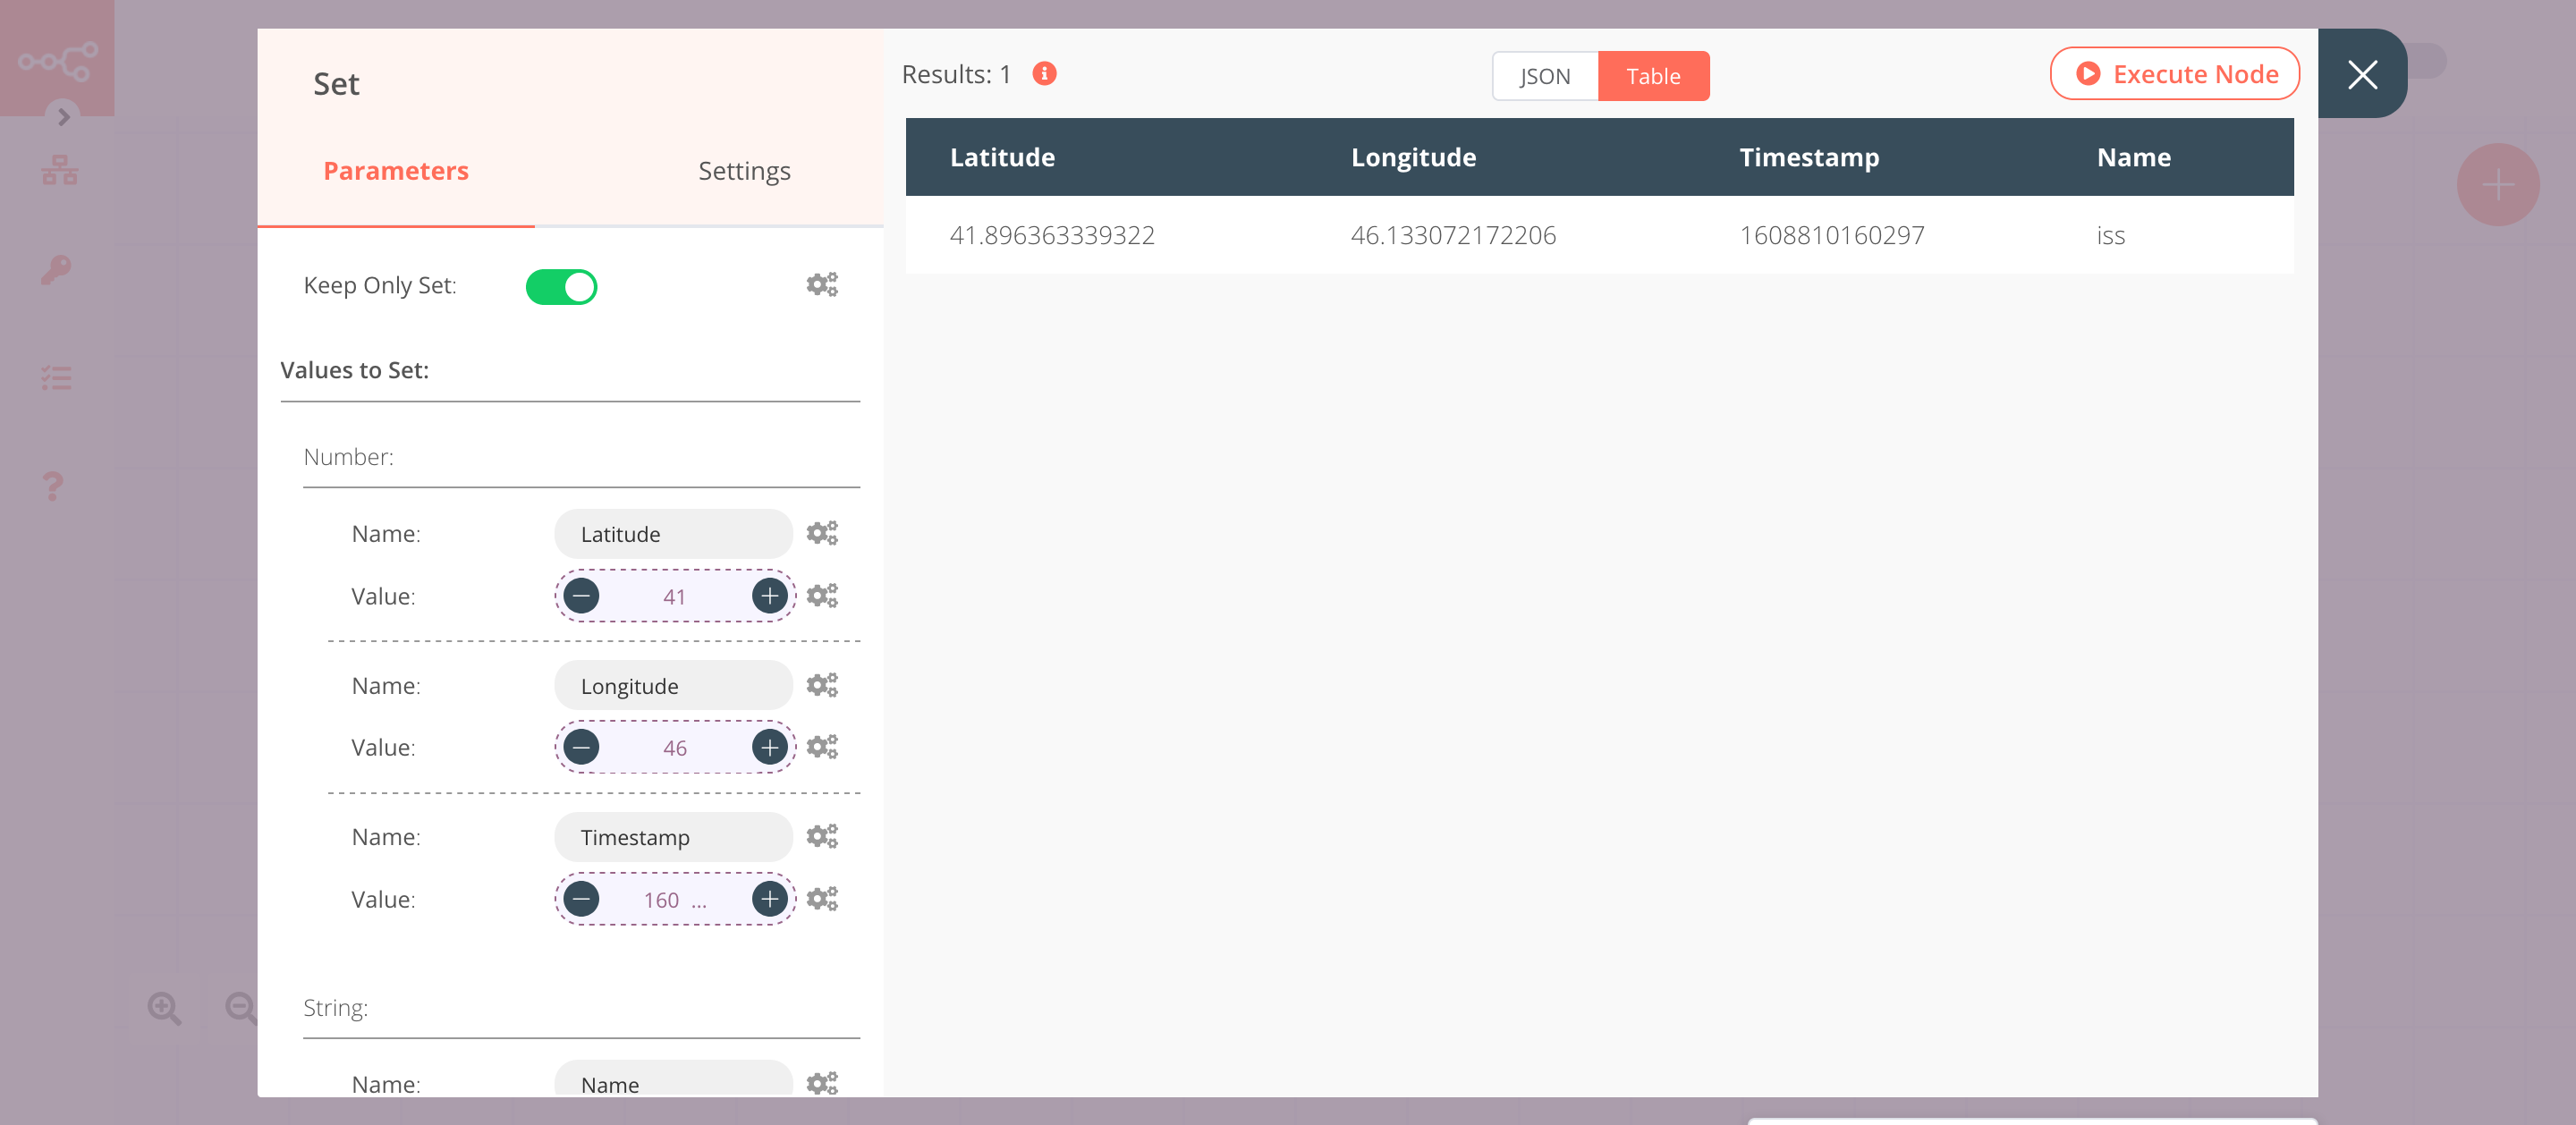 Set
Parameters Settings
Keep Only Set:
Values to Set:
Number:
Name: Latitude
Value: 41
Name: Longitude
Value: 46
Name: Timestamp
Value: 160 ...
String:
Name: Name
Results: 1
JSON Table
Execute Node
Latitude Longitude Timestamp Name
41.896363339322 46.133072172206 1608810160297 iss